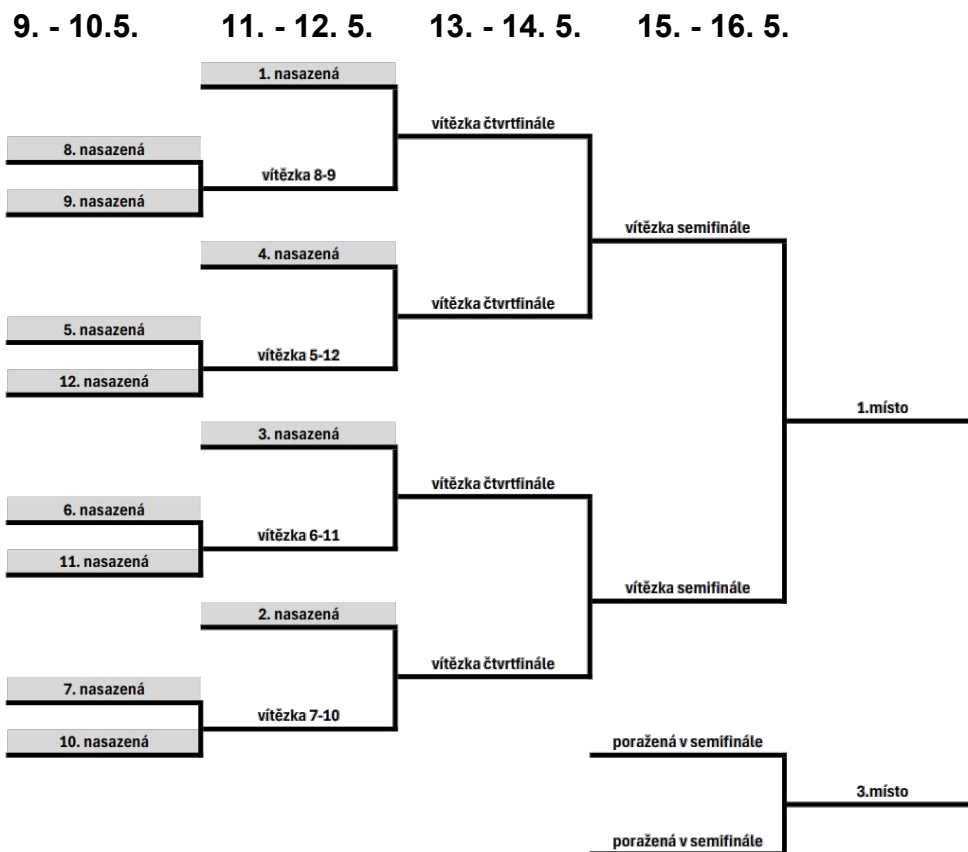 9. - 10.5.
11. - 12. 5.
13. - 14. 5.
15. - 16. 5.
1. nasazená
vítězka čtvrtfinále
8. nasazená
vítězka 8-9
9. nasazená
vítězka semifinále
4. nasazená
vítězka čtvrtfinále
5. nasazená
vítězka 5-12
12. nasazená
1.místo
3. nasazená
vítězka čtvrtfinále
6. nasazená
vítězka 6-11
11. nasazená
vítězka semifinále
2. nasazená
vítězka čtvrtfinále
7. nasazená
vítězka 7-10
10. nasazená
poražená v semifinále
3.místo
poražená v semifinále